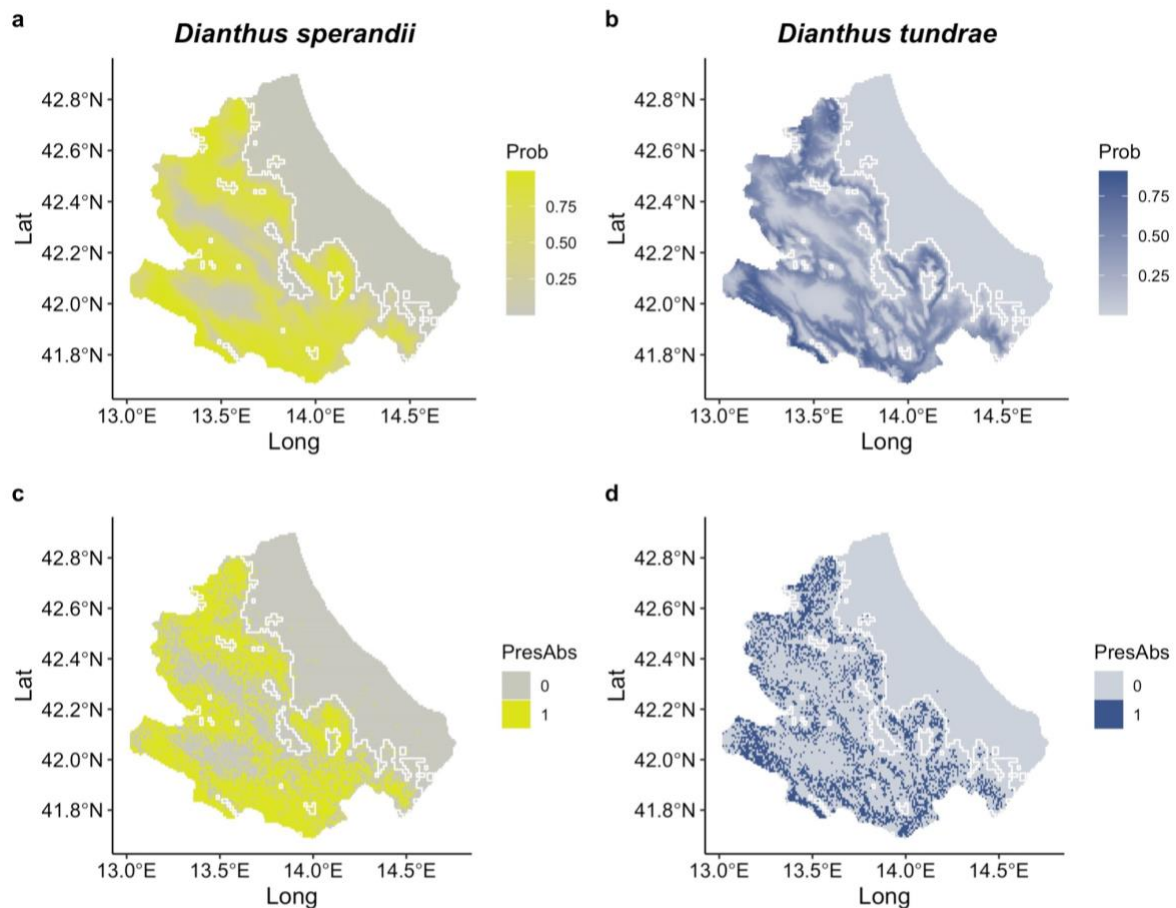 a
Dianthus sperandii
42.8°N
42.6°N
42.4°N
42.2°N
42.0°N
41.8°N
Lat
13.0°E 13.5°E 14.0°E 14.5°E
Long
Prob
0.75
0.50
0.25
b
Dianthus tundrae
42.8°N
42.6°N
42.4°N
42.2°N
42.0°N
41.8°N
Lat
13.0°E 13.5°E 14.0°E 14.5°E
Long
Prob
0.75
0.50
0.25
c
42.8°N
42.6°N
42.4°N
42.2°N
42.0°N
41.8°N
Lat
13.0°E 13.5°E 14.0°E 14.5°E
Long
PresAbs
0
1
d
42.8°N
42.6°N
42.4°N
42.2°N
42.0°N
41.8°N
Lat
13.0°E 13.5°E 14.0°E 14.5°E
Long
PresAbs
0
1